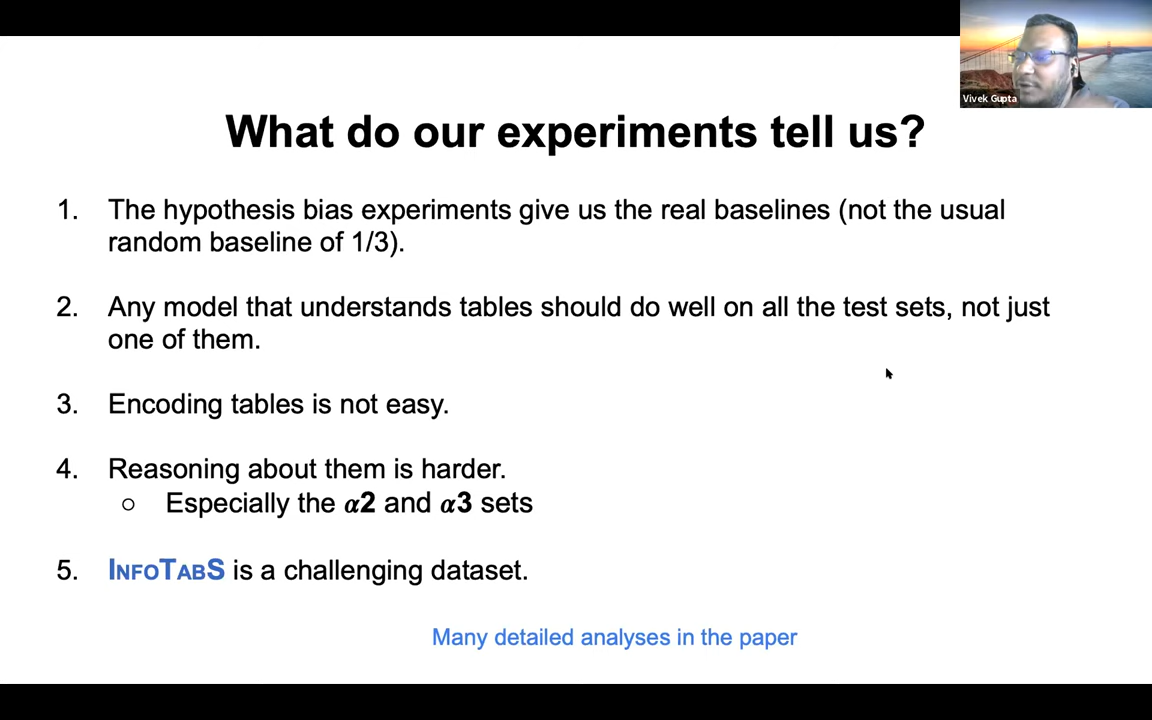 Vivek Gupta
What do our experiments tell us?
1. The hypothesis bias experiments give us the real baselines (not the usual
random baseline of 1/3).
2. Any model that understands tables should do well on all the test sets, not just
one of them.
3. Encoding tables is not easy.
4. Reasoning about them is harder.
○ Especially the α2 and α3 sets
5. INFOTABS is a challenging dataset.
Many detailed analyses in the paper